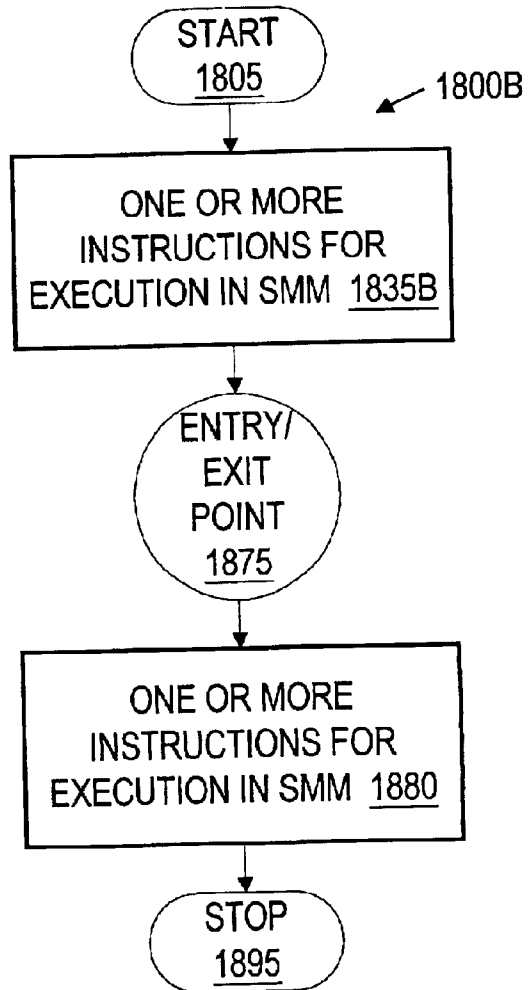 START
1805
1800B
ONE OR MORE
INSTRUCTIONS FOR
EXECUTION IN SMM 1835B
ENTRY/
EXIT
POINT
1875
ONE OR MORE
INSTRUCTIONS FOR
EXECUTION IN SMM 1880
STOP
1895